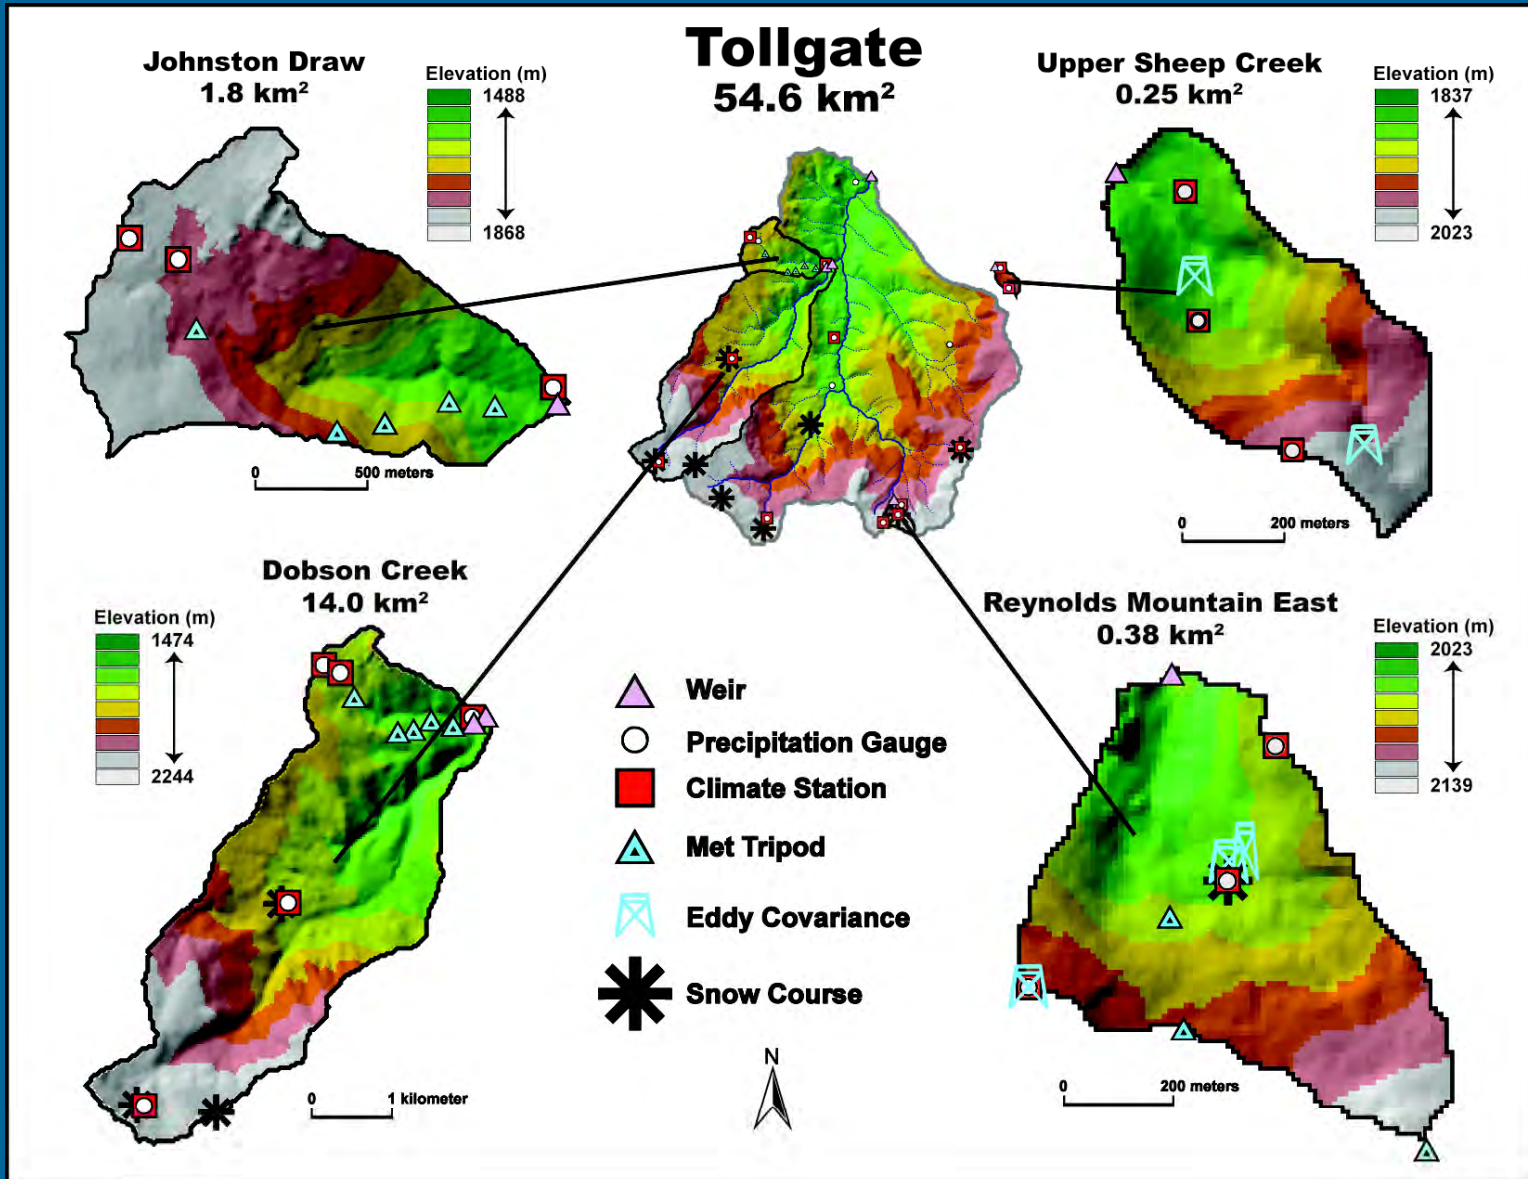 Tollgate
54.6 km²
Johnston Draw
1.8 km²
Elevation (m)
1488
1868
0
500 meters
Upper Sheep Creek
0.25 km²
Elevation (m)
1837
2023
0
200 meters
Dobson Creek
14.0 km²
Elevation (m)
1474
2244
0
1 kilometer
Weir
Precipitation Gauge
Climate Station
Met Tripod
Eddy Covariance
Snow Course
N
Reynolds Mountain East
0.38 km²
Elevation (m)
2023
2139
0
200 meters